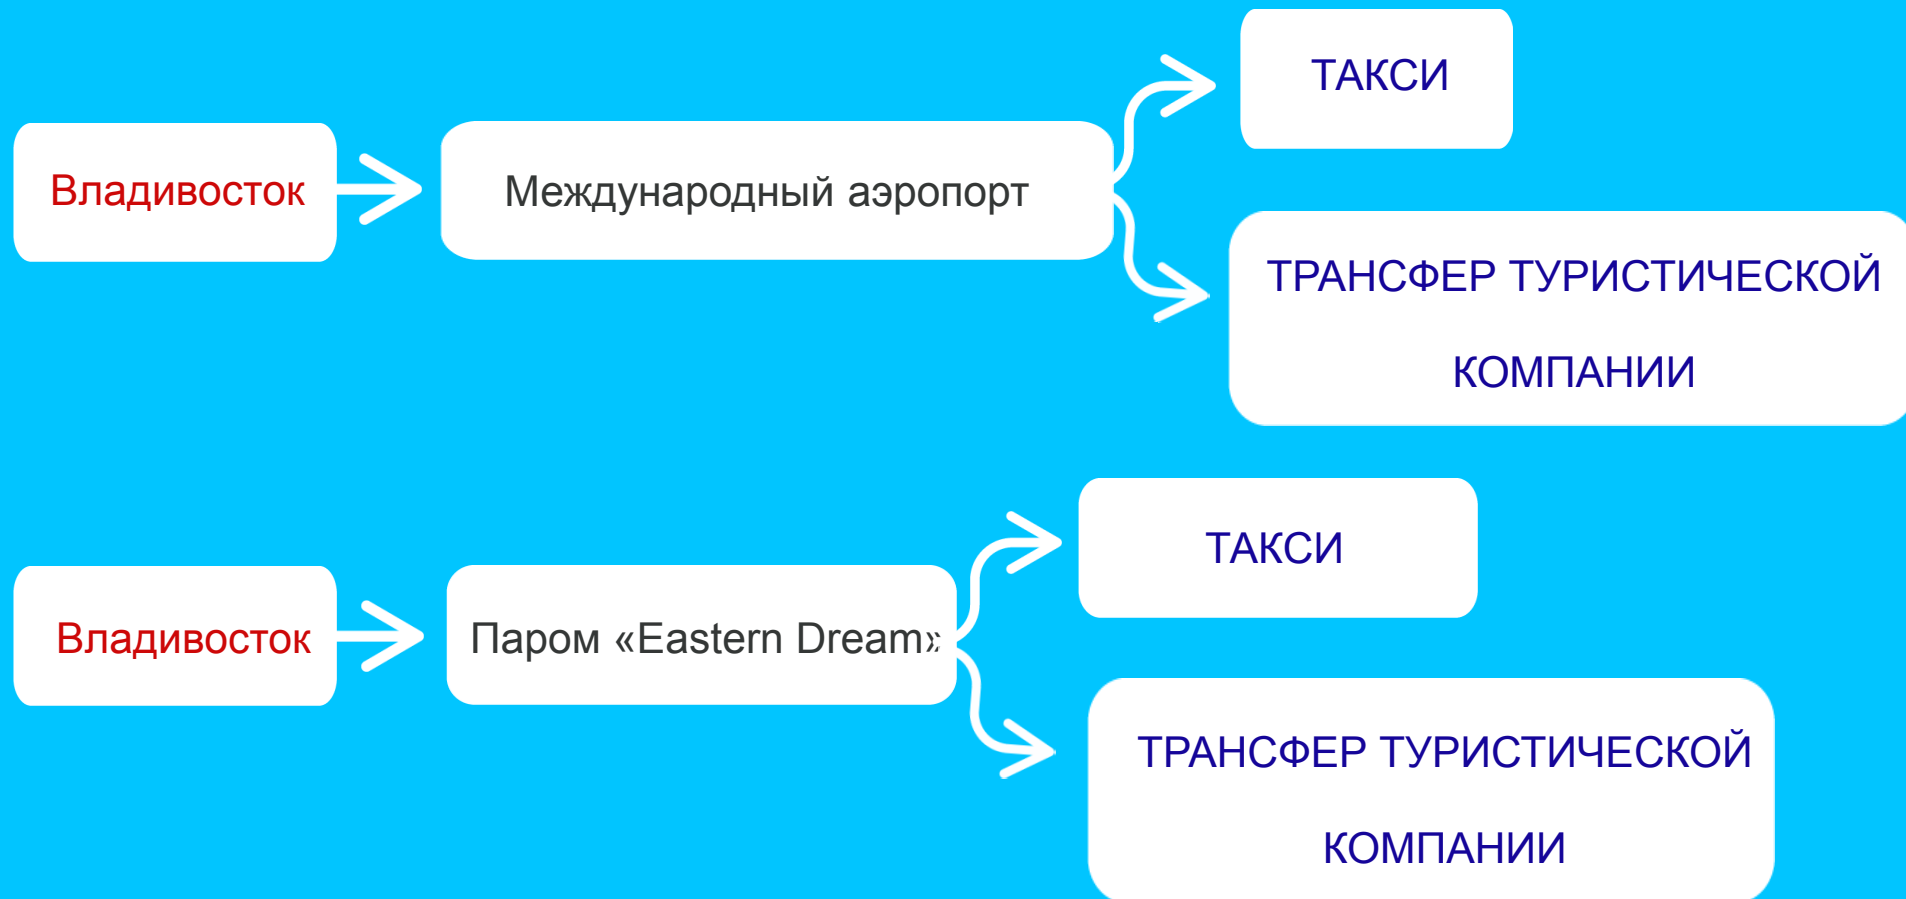 ТАКСИ
Владивосток
Международный аэропорт
ТРАНСФЕР ТУРИСТИЧЕСКОЙ
КОМПАНИИ
ТАКСИ
Владивосток
Паром «Eastern Dream»
ТРАНСФЕР ТУРИСТИЧЕСКОЙ
КОМПАНИИ